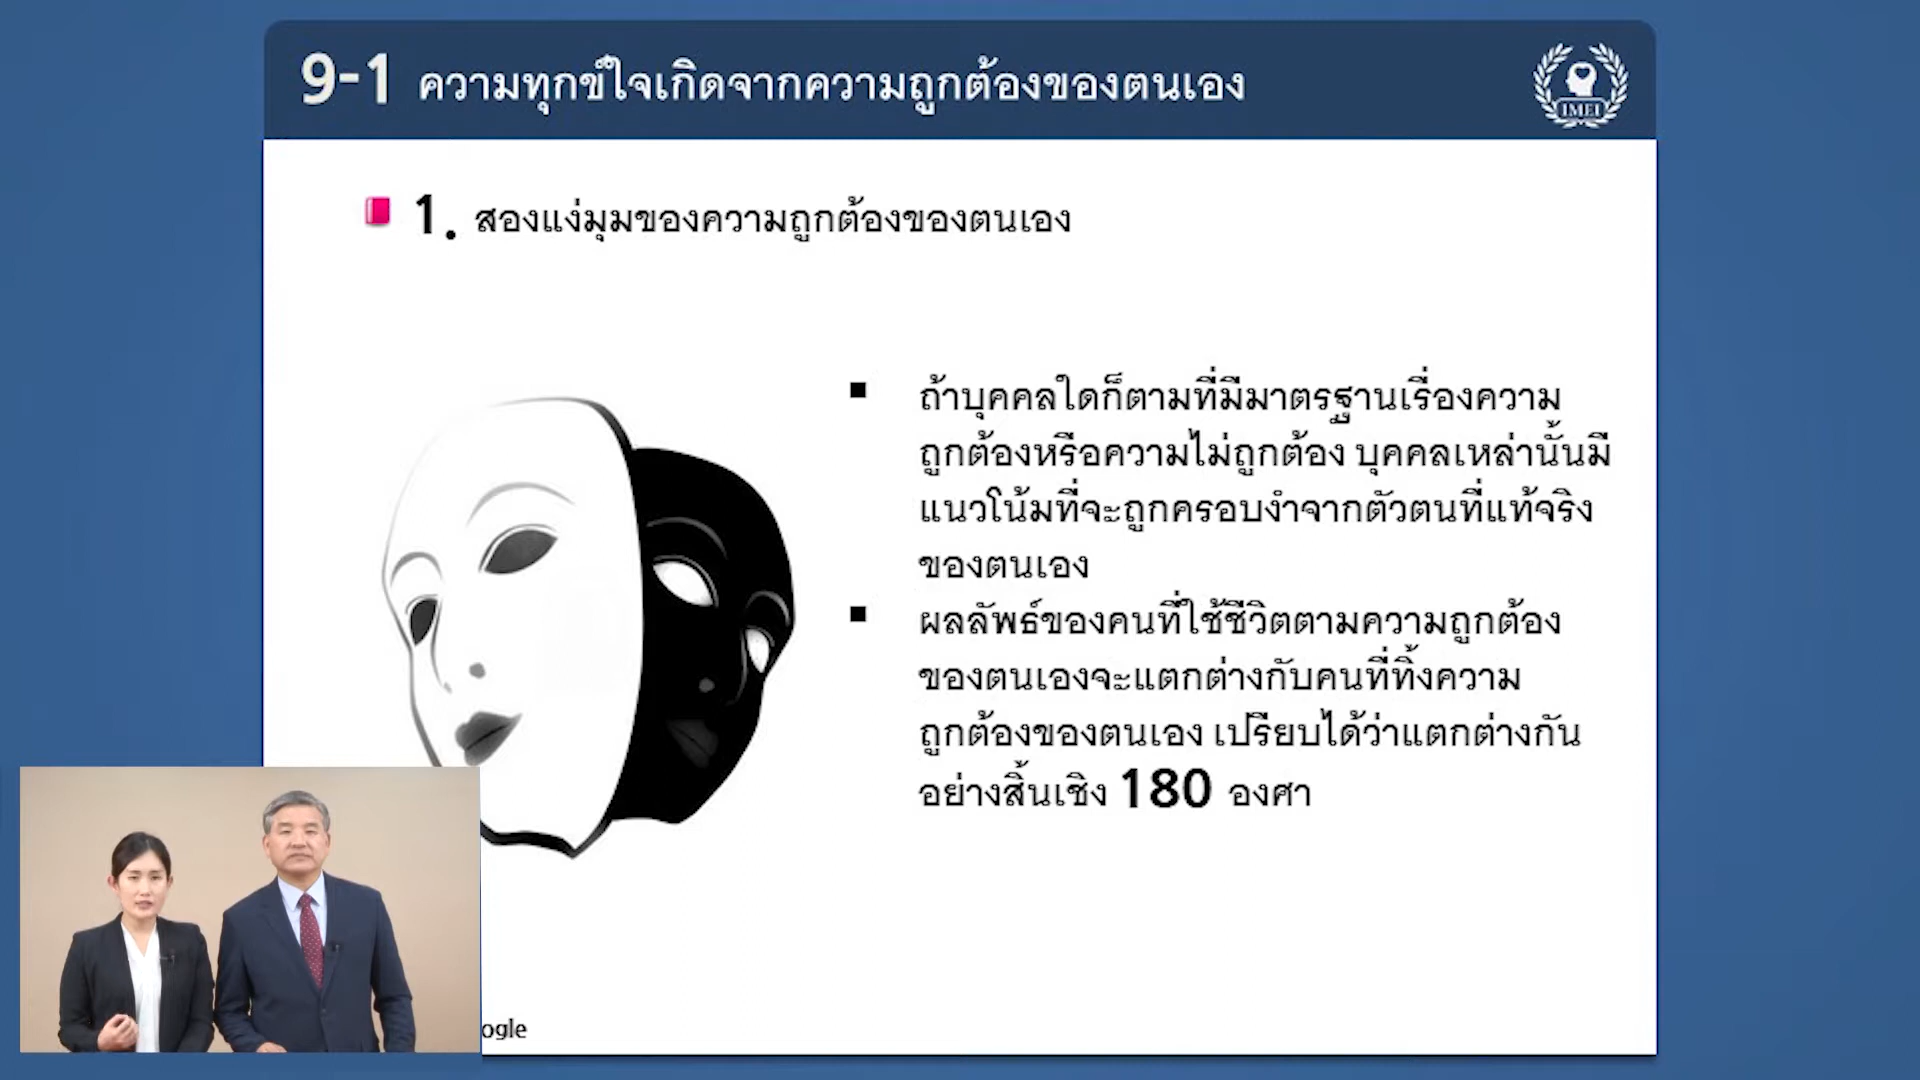 9-1 ความทุกข์ใจเกิดจากความถูกต้องของตนเอง
IMEI
1. สองแง่มุมของความถูกต้องของตนเอง
ถ้าบุคคลใดก็ตามที่มีมาตรฐานเรื่องความ
ถูกต้องหรือความไม่ถูกต้อง บุคคลเหล่านั้นมี
แนวโน้มที่จะถูกครอบงำจากตัวตนที่แท้จริง
ของตนเอง
ผลลัพธ์ของคนที่ใช้ชีวิตตามความถูกต้อง
ของตนเองจะแตกต่างกับคนที่ทิ้งความ
ถูกต้องของตนเอง เปรียบได้ว่าแตกต่างกัน
อย่างสิ้นเชิง 180 องศา
ogle